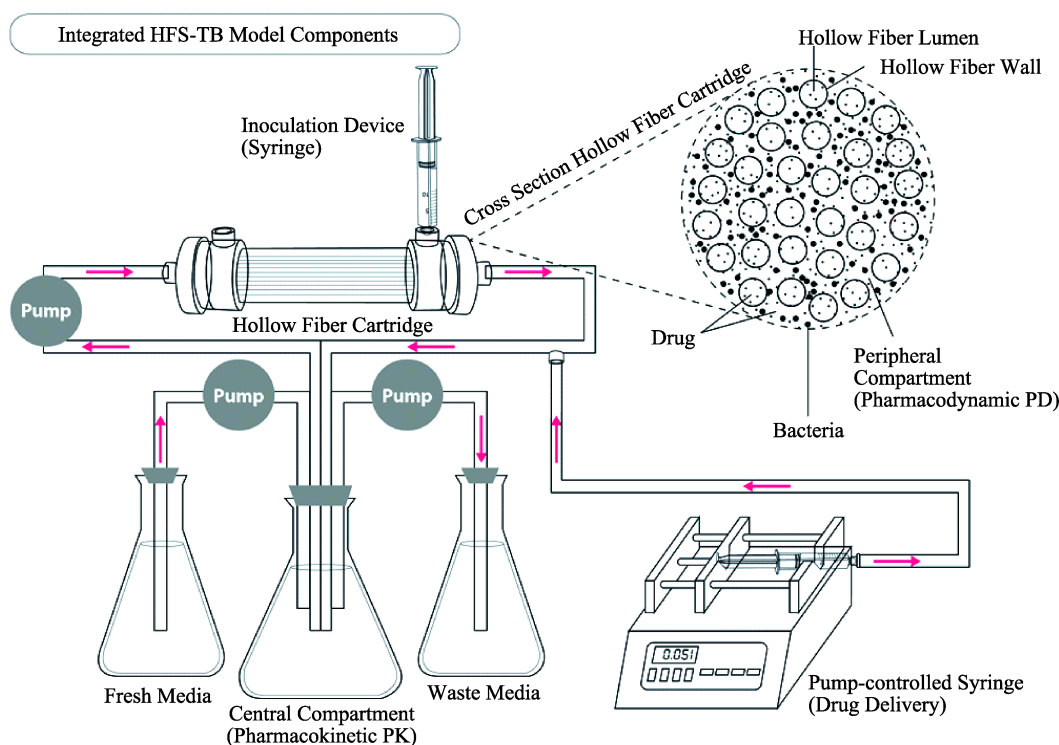 Integrated HFS-TB Model Components
Hollow Fiber Lumen
Hollow Fiber Wall
Inoculation Device
(Syringe)
Cross Section Hollow Fiber Cartridge
Pump
Hollow Fiber Cartridge
Drug
Peripheral
Compartment
(Pharmacodynamic PD)
Bacteria
Pump
Pump
0.051
Fresh Media
Central Compartment
(Pharmacokinetic PK)
Waste Media
Pump-controlled Syringe
(Drug Delivery)